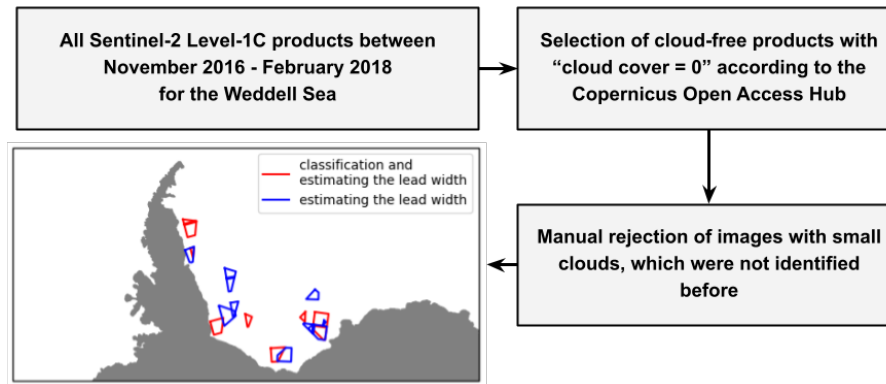 All Sentinel-2 Level-1C products between
November 2016 - February 2018
for the Weddell Sea
Selection of cloud-free products with
“cloud cover = 0” according to the
Copernicus Open Access Hub
Manual rejection of images with small
clouds, which were not identified
before
classification and
estimating the lead width
estimating the lead width